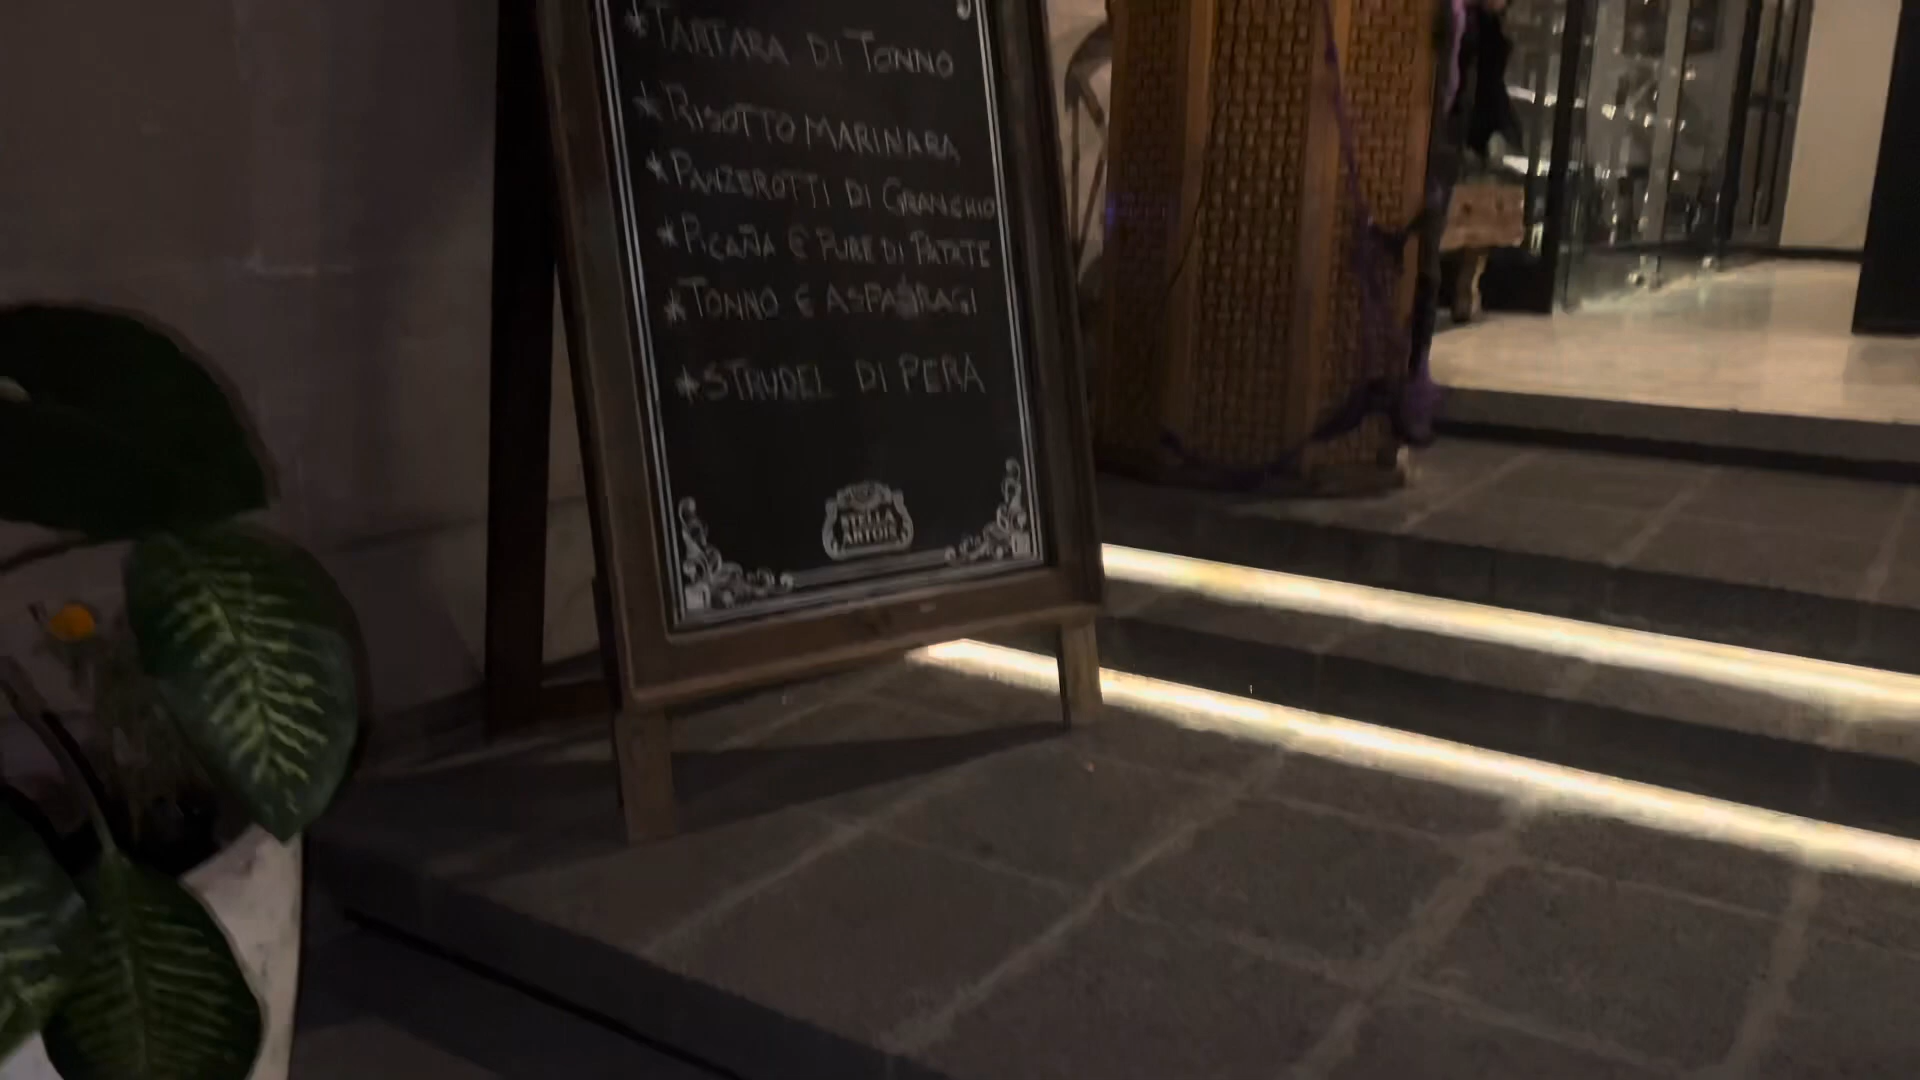 *TARTARA DI TONNO
*RISOTTO MARINARA
*PANZEROTTI DI GRANCHIO
*PICAÑA E PURE DI PATATE
*TONNO E ASPARAGI
*STRUDEL DI PERA
STELLA
ARTOIS